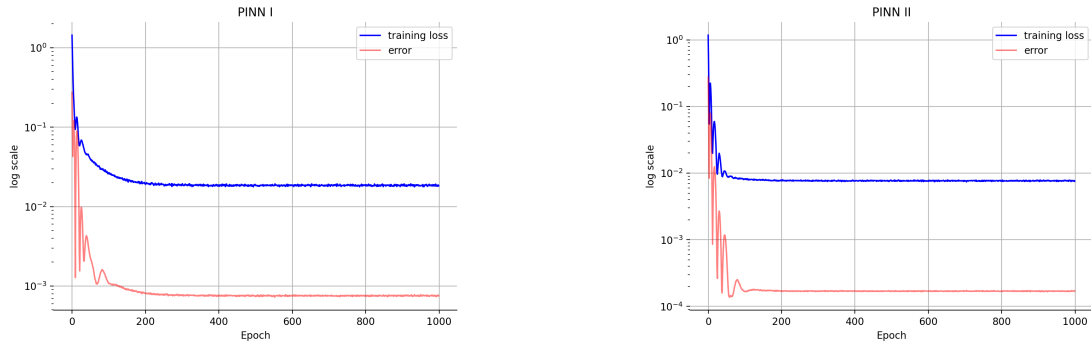 PINN I
training loss
error
log scale
10⁰
10⁻¹
10⁻²
10⁻³
0 200 400 600 800 1000
Epoch
PINN II
training loss
error
log scale
10⁰
10⁻¹
10⁻²
10⁻³
10⁻⁴
0 200 400 600 800 1000
Epoch